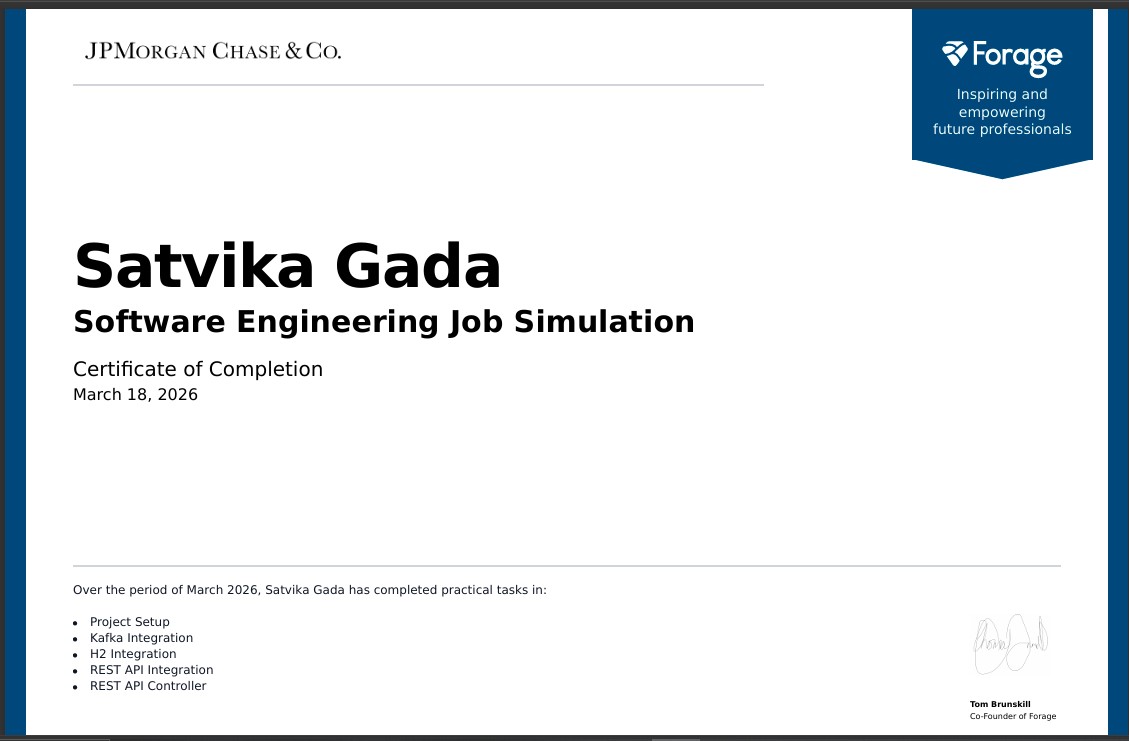 JPMORGAN CHASE & CO.
Forage
Inspiring and
empowering
future professionals
Satvika Gada
Software Engineering Job Simulation
Certificate of Completion
March 18, 2026
Over the period of March 2026, Satvika Gada has completed practical tasks in:
• Project Setup
• Kafka Integration
• H2 Integration
• REST API Integration
• REST API Controller
Tom Brunskill
Co-Founder of Forage